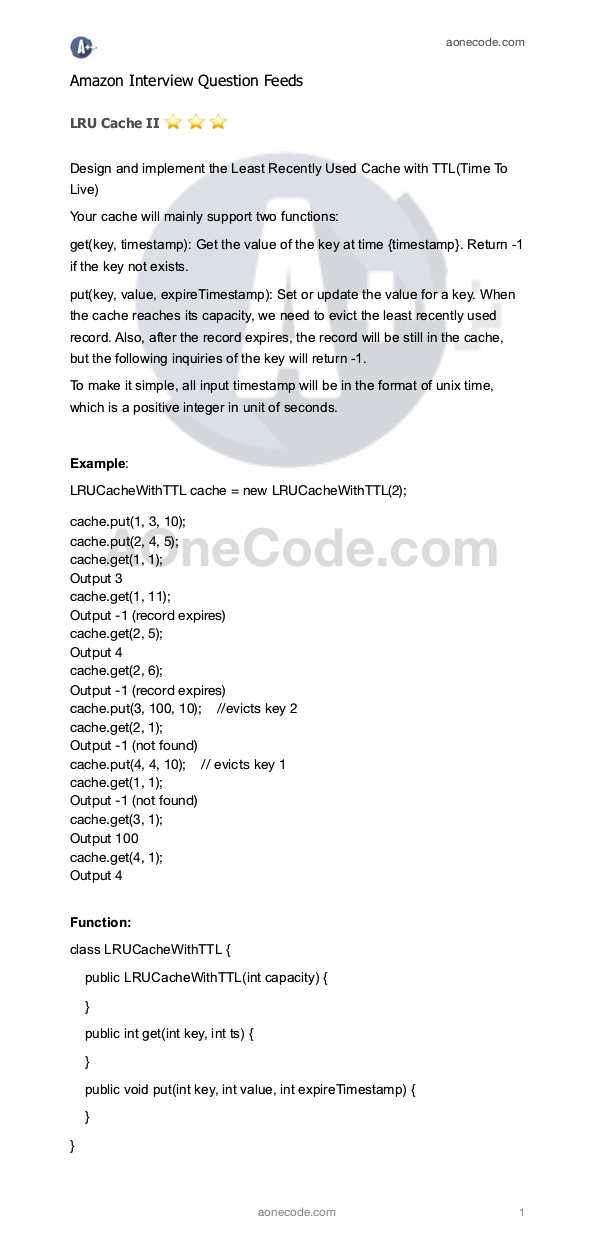 A+
aonecode.com
Amazon Interview Question Feeds
LRU Cache II ⭐⭐⭐
Design and implement the Least Recently Used Cache with TTL(Time To
Live)
Your cache will mainly support two functions:
get(key, timestamp): Get the value of the key at time {timestamp}. Return -1
if the key not exists.
put(key, value, expireTimestamp): Set or update the value for a key. When
the cache reaches its capacity, we need to evict the least recently used
record. Also, after the record expires, the record will be still in the cache,
but the following inquiries of the key will return -1.
To make it simple, all input timestamp will be in the format of unix time,
which is a positive integer in unit of seconds.
A++
Example:
LRUCacheWithTTL cache = new LRUCacheWithTTL(2);
cache.put(1, 3, 10);
cache.put(2, 4, 5);
AOneCode.com
cache.get(1, 1);
Output 3
cache.get(1, 11);
Output -1 (record expires)
cache.get(2, 5);
Output 4
cache.get(2, 6);
Output -1 (record expires)
cache.put(3, 100, 10);    //evicts key 2
cache.get(2, 1);
Output -1 (not found)
cache.put(4, 4, 10);    // evicts key 1
cache.get(1, 1);
Output -1 (not found)
cache.get(3, 1);
Output 100
cache.get(4, 1);
Output 4
Function:
class LRUCacheWithTTL {
public LRUCacheWithTTL(int capacity) {
}
public int get(int key, int ts) {
}
public void put(int key, int value, int expireTimestamp) {
}
}
aonecode.com
1